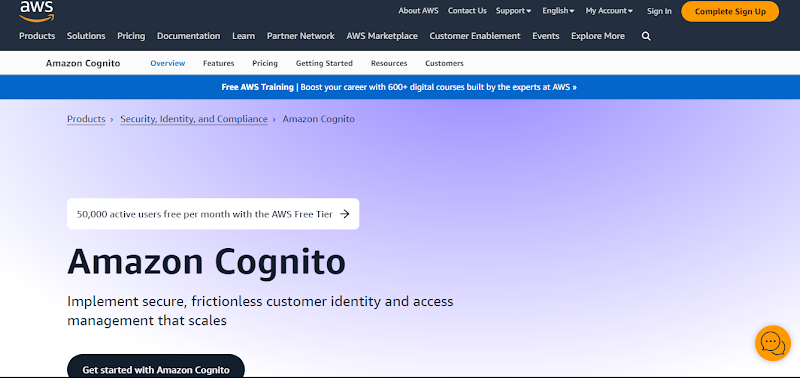 aws
About AWS Contact Us Support English My Account Sign In Complete Sign Up
Products Solutions Pricing Documentation Learn Partner Network AWS Marketplace Customer Enablement Events Explore More
Amazon Cognito Overview Features Pricing Getting Started Resources Customers
Free AWS Training | Boost your career with 600+ digital courses built by the experts at AWS »
Products › Security, Identity, and Compliance › Amazon Cognito
50,000 active users free per month with the AWS Free Tier →
Amazon Cognito
Implement secure, frictionless customer identity and access
management that scales
Get started with Amazon Cognito